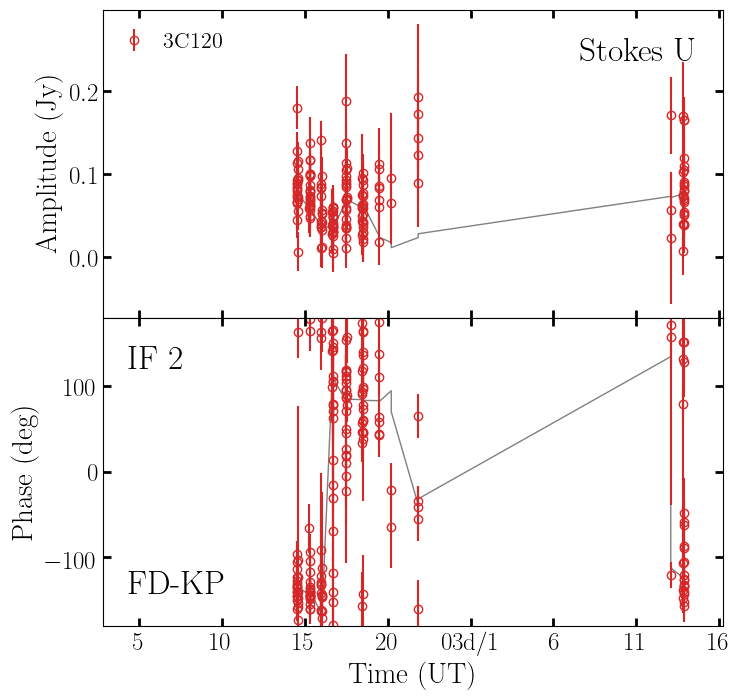 3C120
Stokes U
0.2
0.1
0.0
Amplitude (Jy)
IF 2
100
0
−100
Phase (deg)
FD-KP
5 10 15 20 03d/1 6 11 16
Time (UT)